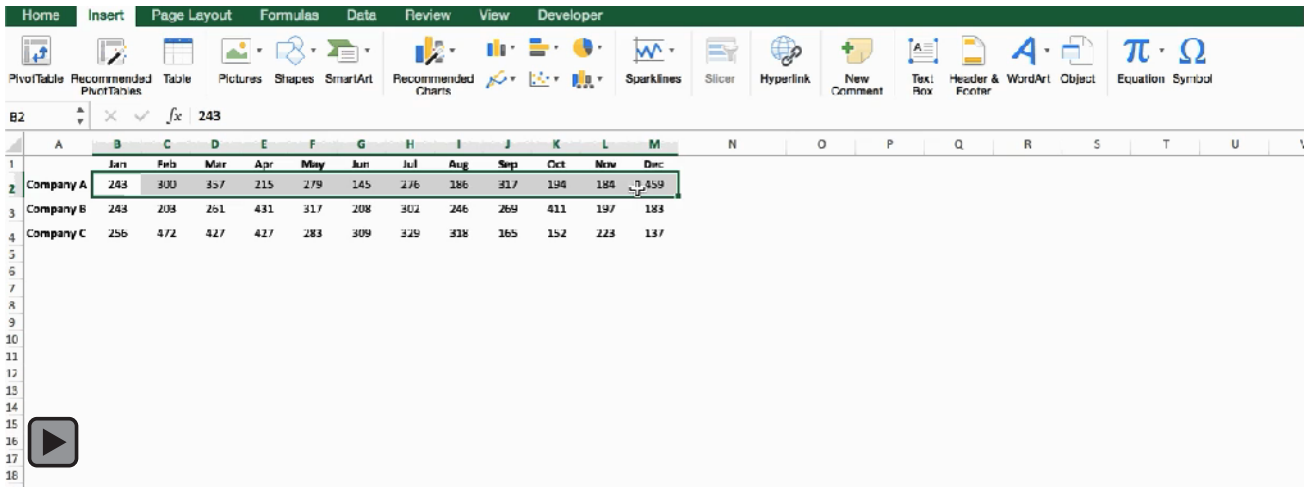 Home Insert Page Layout Formulas Data Review View Developer
PivotTable Recommended PivotTables Table Pictures Shapes SmartArt Recommended Charts Sparklines Slicer Hyperlink New Comment Text Box Header & Footer WordArt Object Equation Symbol
B2 fx 243
A B C D E F G H I J K L M N O P Q R S T U V
1 Jan Feb Mar Apr May Jun Jul Aug Sep Oct Nov Dec
2 Company A 243 300 357 215 279 145 276 186 317 194 184 459
3 Company B 243 203 261 431 317 208 302 246 269 411 197 183
4 Company C 256 472 427 427 283 309 329 318 165 152 223 137
5
6
7
8
9
10
11
12
13
14
15
16
17
18